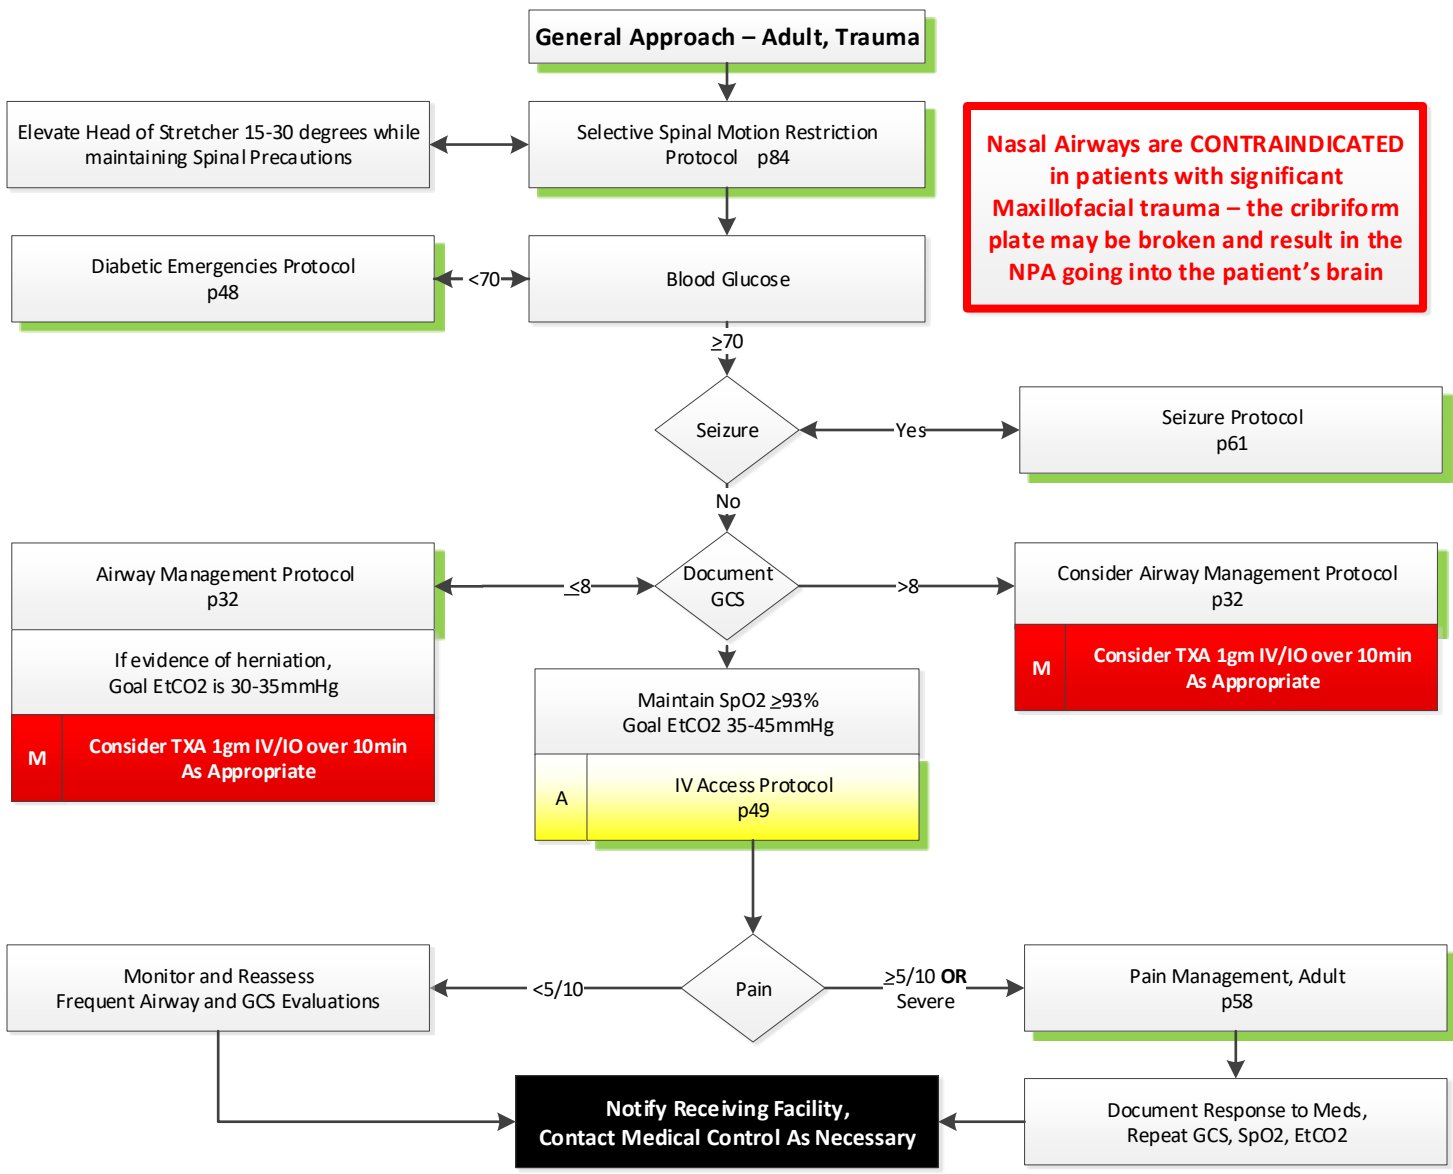 General Approach – Adult, Trauma
Elevate Head of Stretcher 15-30 degrees while
maintaining Spinal Precautions
Selective Spinal Motion Restriction
Protocol p84
Nasal Airways are CONTRAINDICATED
in patients with significant
Maxillofacial trauma – the cribriform
plate may be broken and result in the
NPA going into the patient's brain
Diabetic Emergencies Protocol
p48
<70
Blood Glucose
≥70
Seizure
Yes
Seizure Protocol
p61
No
Airway Management Protocol
p32
≤8
Document
GCS
>8
Consider Airway Management Protocol
p32
If evidence of herniation,
Goal EtCO2 is 30-35mmHg
M
Consider TXA 1gm IV/IO over 10min
As Appropriate
M
Consider TXA 1gm IV/IO over 10min
As Appropriate
Maintain SpO2 ≥93%
Goal EtCO2 35-45mmHg
A
IV Access Protocol
p49
Monitor and Reassess
Frequent Airway and GCS Evaluations
<5/10
Pain
≥5/10 OR
Severe
Pain Management, Adult
p58
Notify Receiving Facility,
Contact Medical Control As Necessary
Document Response to Meds,
Repeat GCS, SpO2, EtCO2